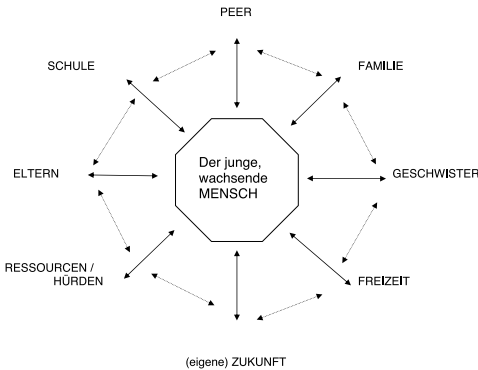 PEER
SCHULE
FAMILIE
Der junge,
wachsende
MENSCH
ELTERN
GESCHWISTER
RESSOURCEN /
HÜRDEN
FREIZEIT
(eigene) ZUKUNFT